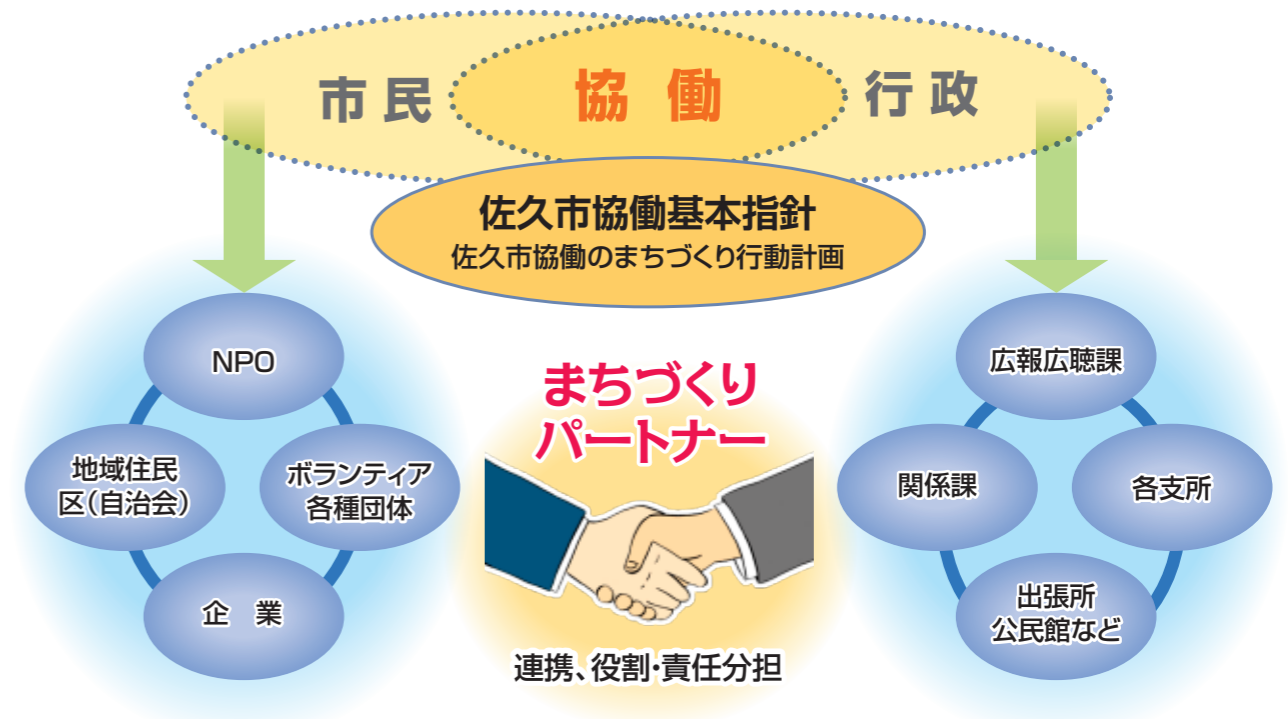 市民
協働
行政
佐久市協働基本指針
佐久市協働のまちづくり行動計画
NPO
地域住民
区(自治会)
ボランティア
各種団体
企 業
まちづくり
パートナー
連携、役割・責任分担
広報広聴課
関係課
各支所
出張所
公民館など